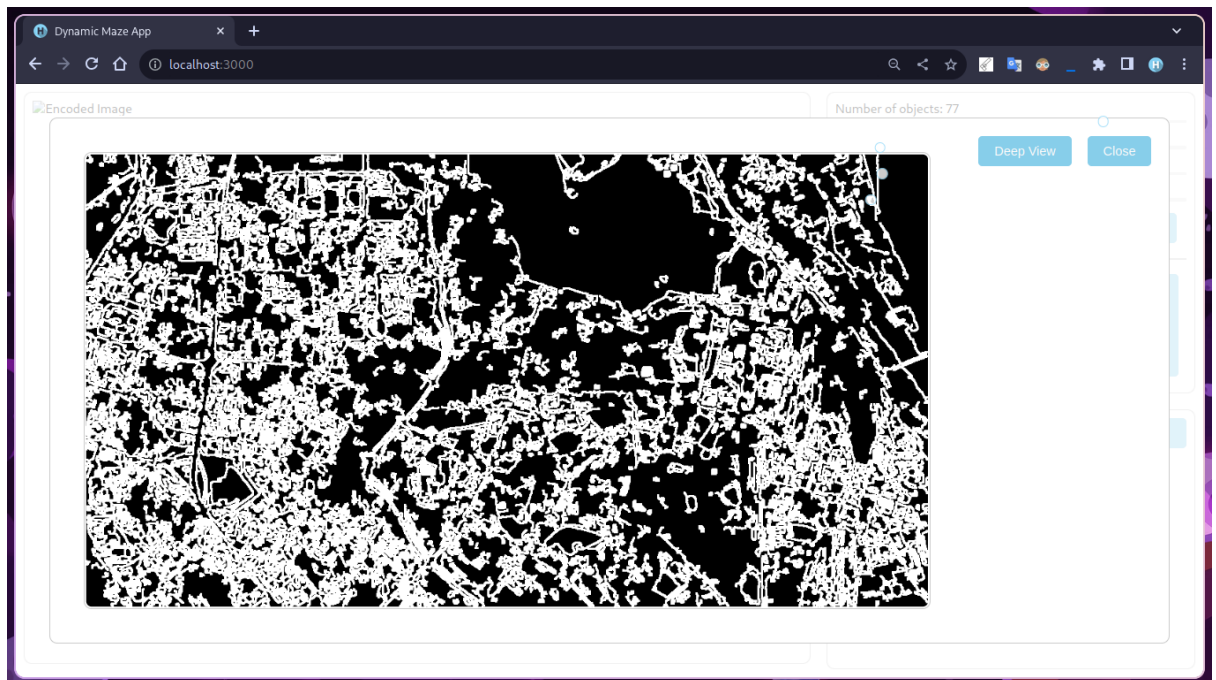 Dynamic Maze App
localhost:3000
Encoded Image
Number of objects: 77
Deep View
Close